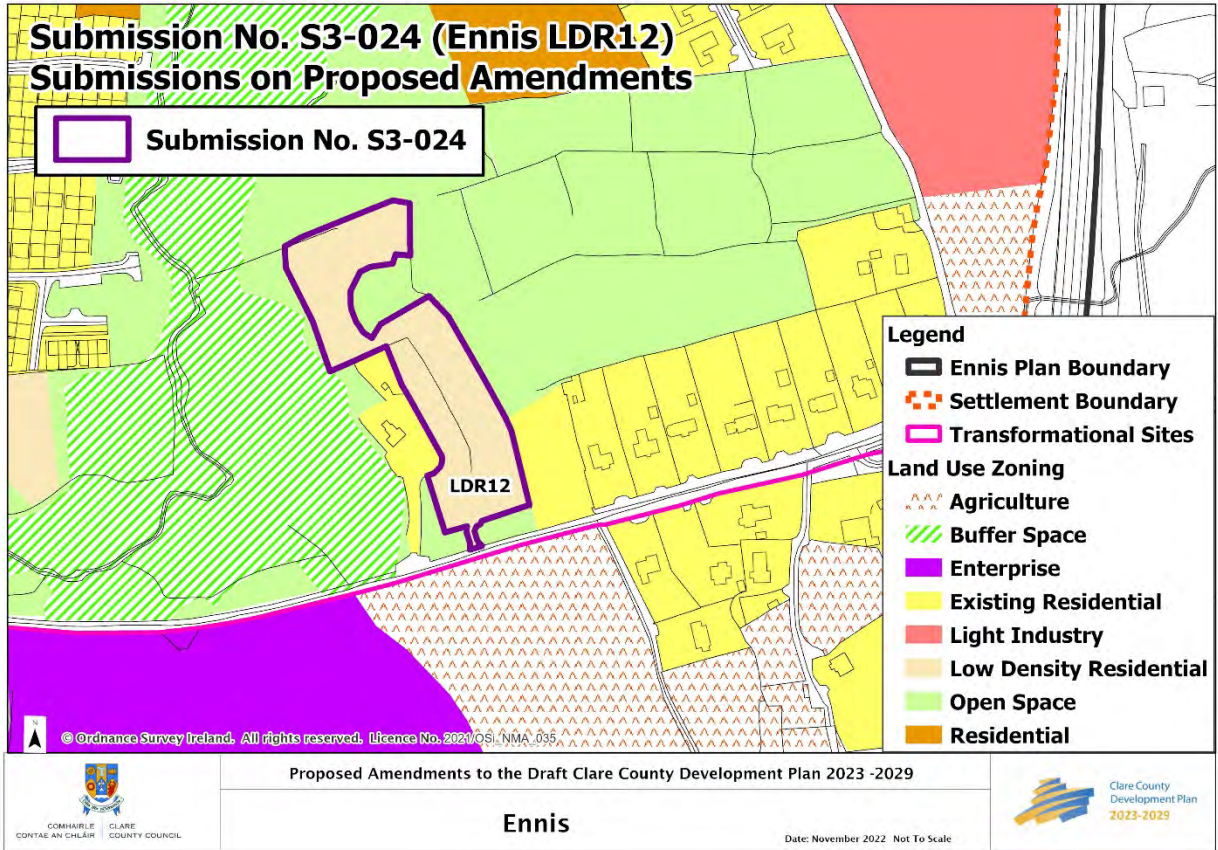 Submission No. S3-024 (Ennis LDR12)
Submissions on Proposed Amendments
Submission No. S3-024
LDR12
Legend
Ennis Plan Boundary
Settlement Boundary
Transformational Sites
Land Use Zoning
Agriculture
Buffer Space
Enterprise
Existing Residential
Light Industry
Low Density Residential
Open Space
Residential
N
© Ordnance Survey Ireland. All rights reserved. Licence No. 2021/OSi_NMA_035
COMHAIRLE
CONTAE AN CHLÁIR
CLARE
COUNTY COUNCIL
Proposed Amendments to the Draft Clare County Development Plan 2023 -2029
Ennis
Date: November 2022 Not To Scale
Clare County
Development Plan
2023-2029